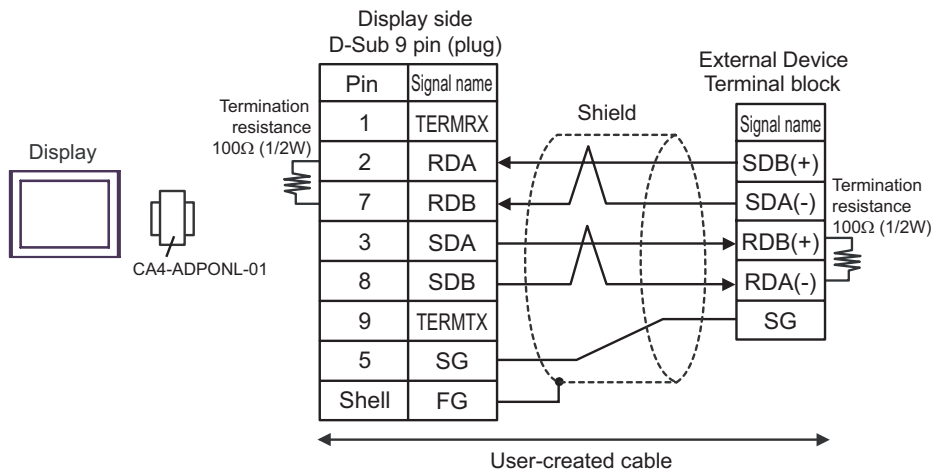 Display side
D-Sub 9 pin (plug)
External Device
Terminal block
Pin
Signal name
Termination
resistance
100Ω (1/2W)
1
TERMRX
Shield
Signal name
Display
2
RDA
SDB(+)
7
RDB
SDA(-)
Termination
resistance
100Ω (1/2W)
3
SDA
RDB(+)
CA4-ADPONL-01
8
SDB
RDA(-)
9
TERMTX
SG
5
SG
Shell
FG
User-created cable